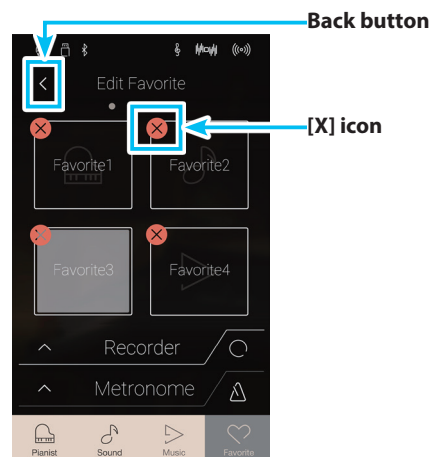 Back button
Edit Favorite
[X] icon
Favorite1
Favorite2
Favorite3
Favorite4
Recorder
Metronome
Pianist
Sound
Music
Favorite